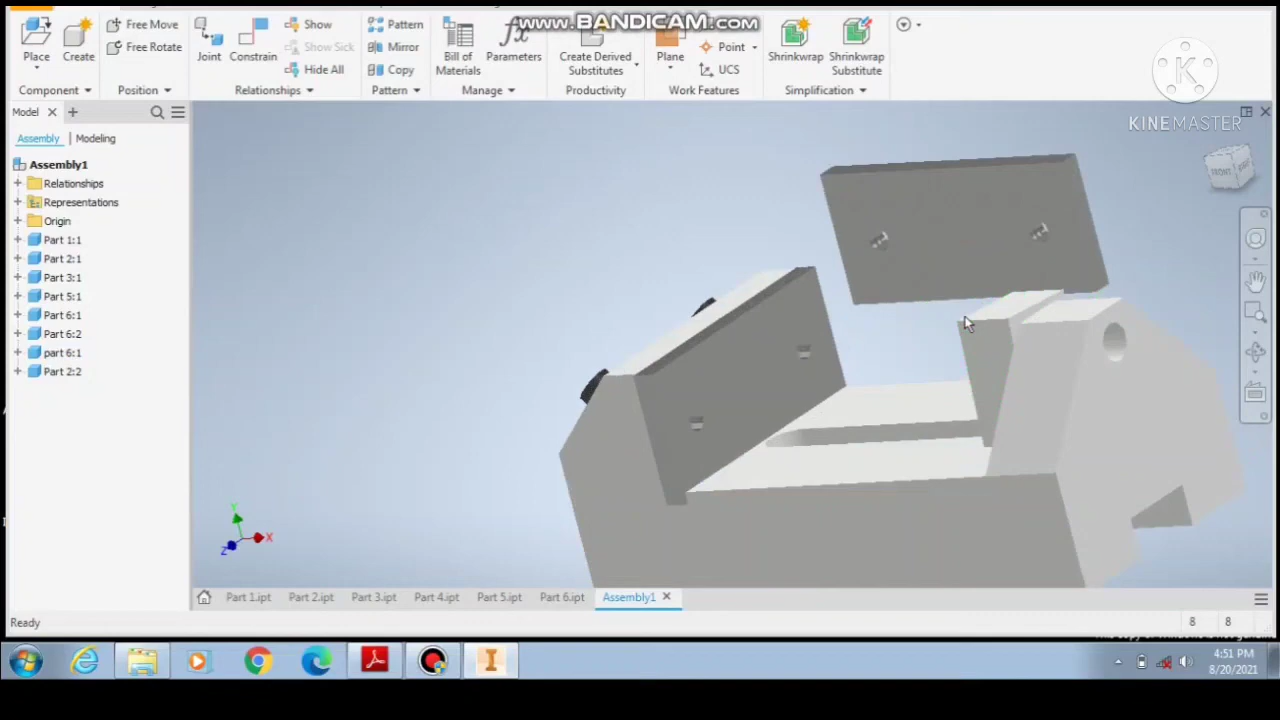 www.BANDICAM.com
Place
Create
Free Move
Free Rotate
Joint
Constrain
Show
Show Sick
Hide All
Pattern
Mirror
Copy
Bill of
Materials
Parameters
Create Derived
Substitutes
Plane
Point
UCS
Shrinkwrap
Shrinkwrap
Substitute
Component
Position
Relationships
Pattern
Manage
Productivity
Work Features
Simplification
K
KINEMASTER
Model
Assembly
Modeling
Assembly1
Relationships
Representations
Origin
Part 1:1
Part 2:1
Part 3:1
Part 5:1
Part 6:1
Part 6:2
part 6:1
Part 2:2
FRONT
Y
X
Z
Part 1.ipt
Part 2.ipt
Part 3.ipt
Part 4.ipt
Part 5.ipt
Part 6.ipt
Assembly1
Ready
8 8
4:51 PM
8/20/2021